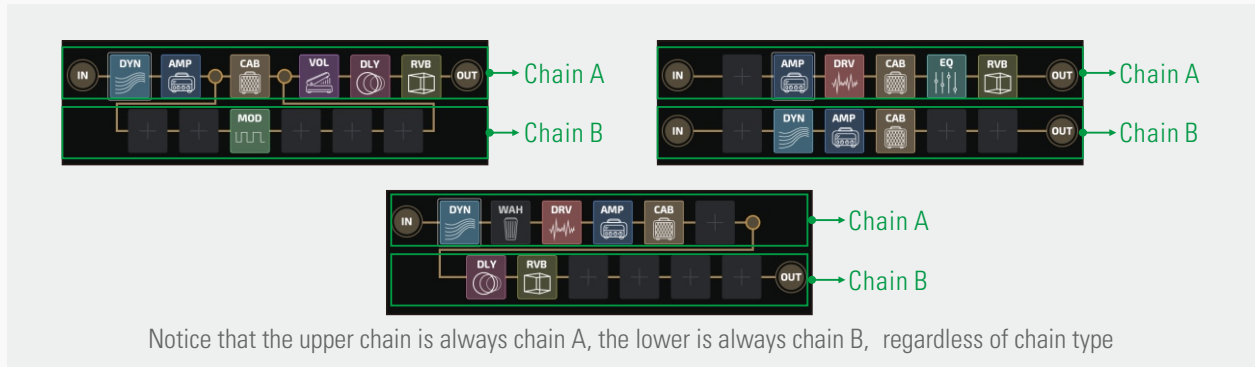 IN DYN AMP CAB VOL DLY RVB OUT Chain A
MOD Chain B
IN AMP DRV CAB EQ RVB OUT Chain A
IN DYN AMP CAB OUT Chain B
IN DYN WAH DRV AMP CAB Chain A
DLY RVB OUT Chain B
Notice that the upper chain is always chain A, the lower is always chain B, regardless of chain type